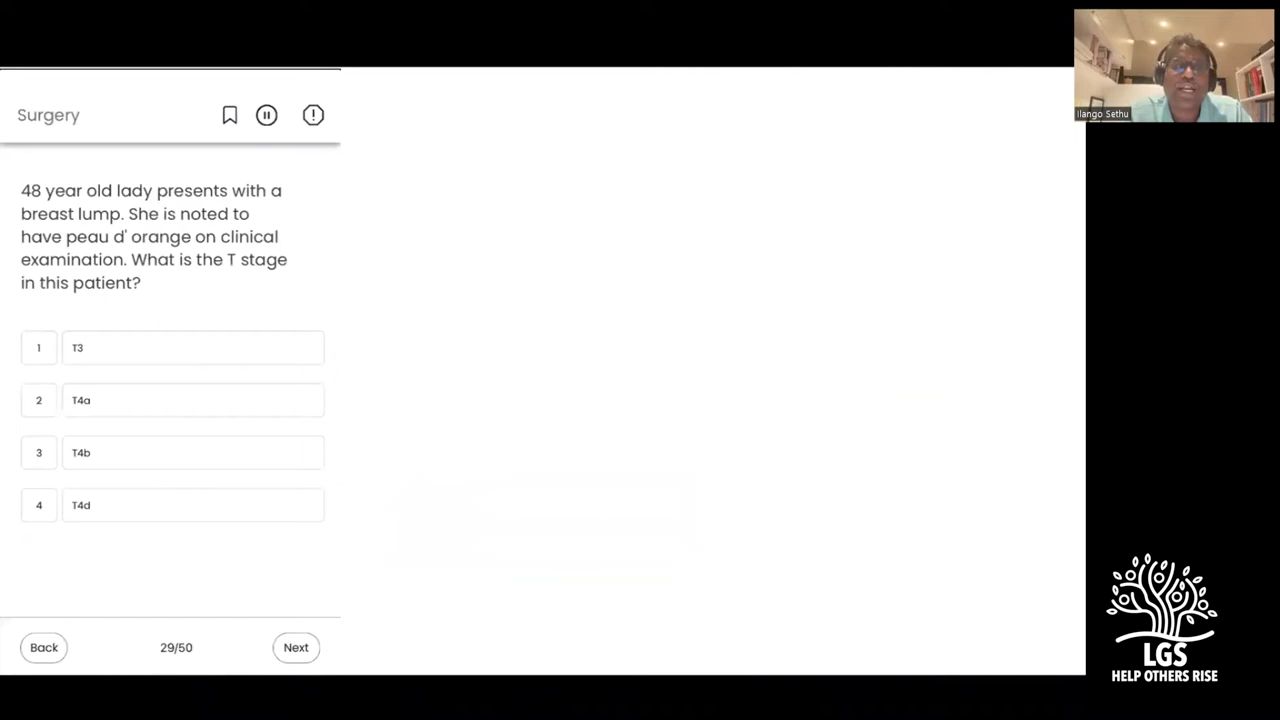 Surgery
48 year old lady presents with a
breast lump. She is noted to
have peau d' orange on clinical
examination. What is the T stage
in this patient?
1 T3
2 T4a
3 T4b
4 T4d
Back 29/50 Next
Ilango Sethu
LGS
HELP OTHERS RISE